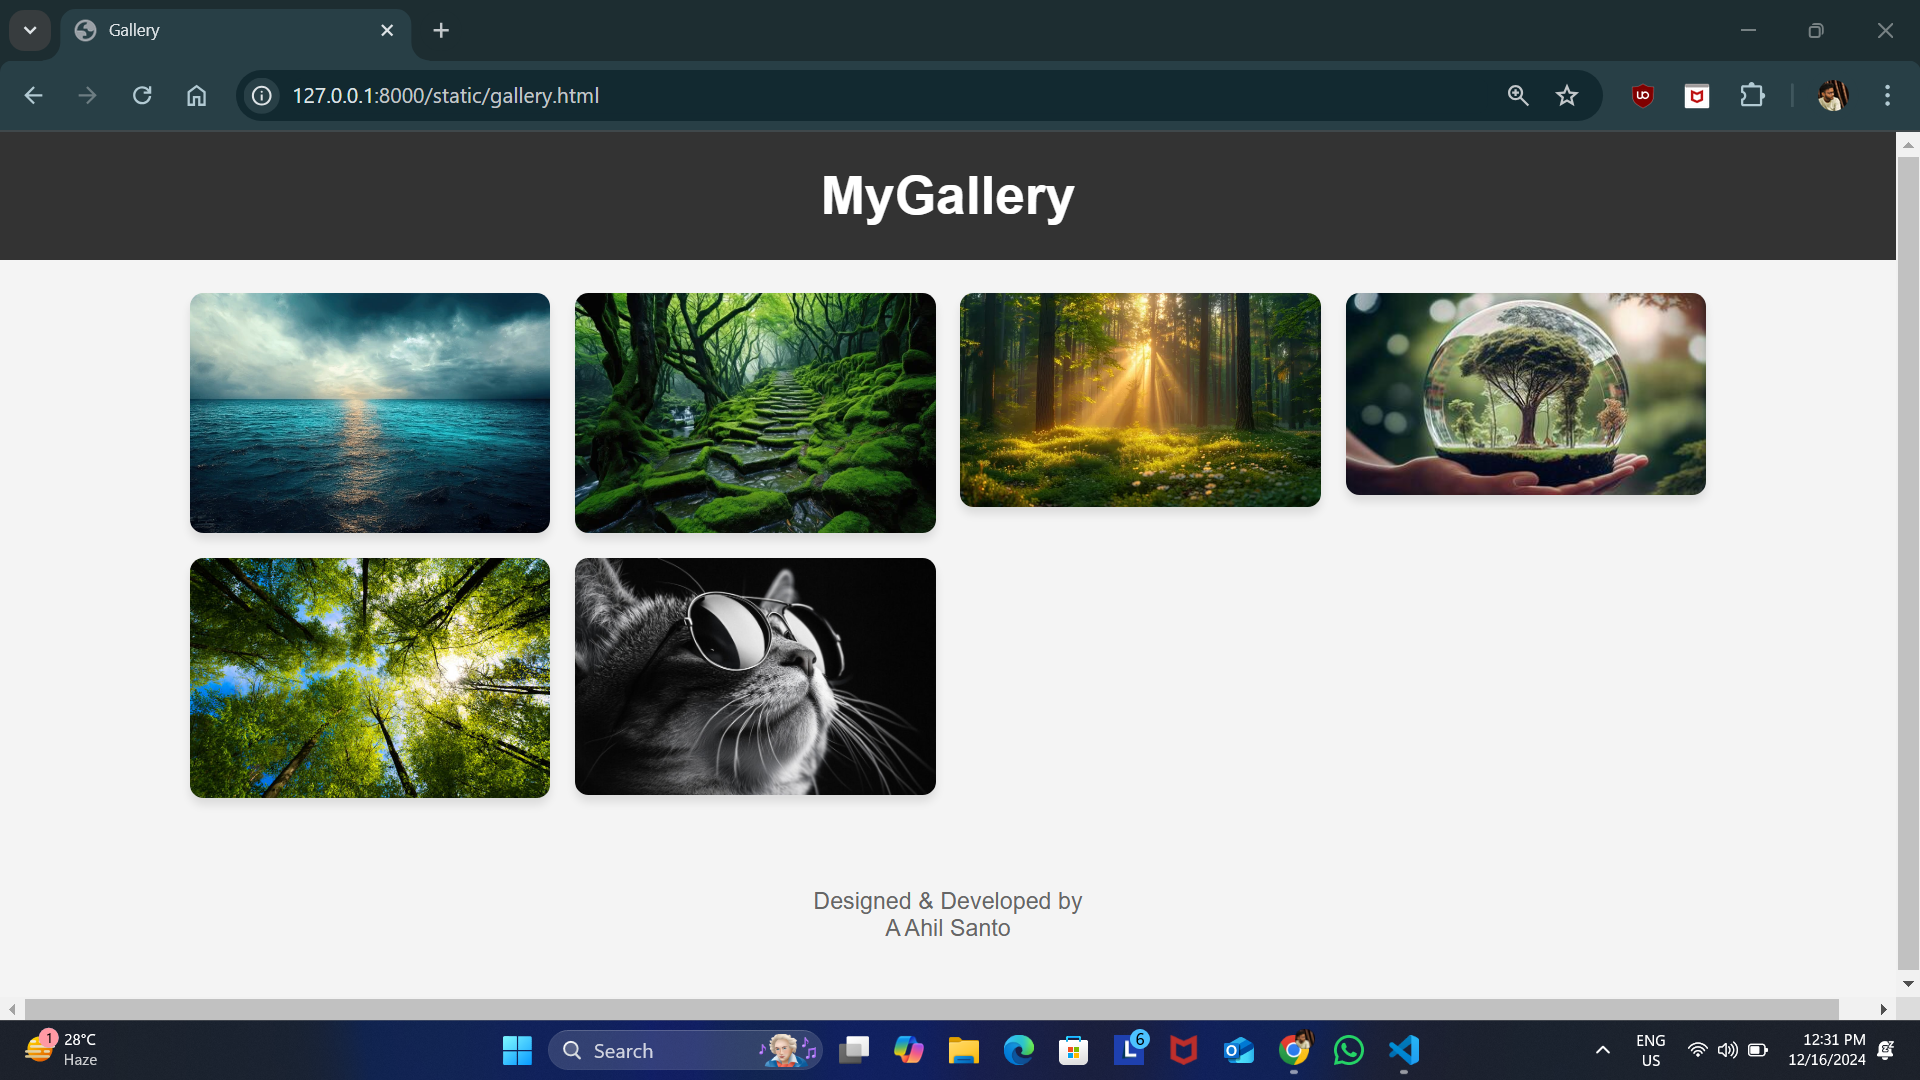 Gallery
127.0.0.1:8000/static/gallery.html
MyGallery
Designed & Developed by
A Ahil Santo
1
28°C
Haze
Search
6
ENG
US
12:31 PM
12/16/2024